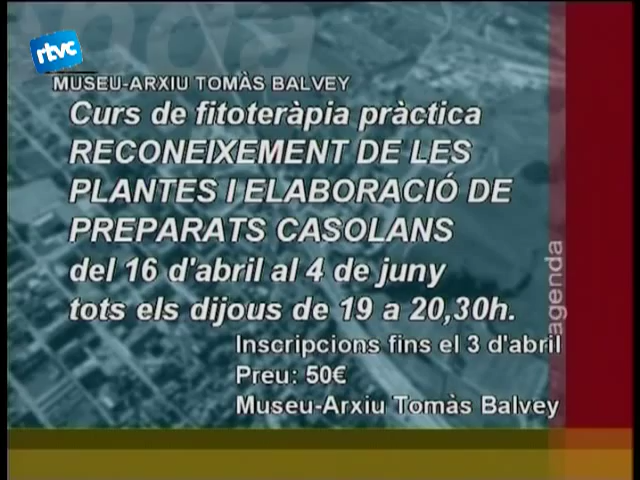 rtvc
MUSEU-ARXIU TOMÀS BALVEY
Curs de fitoteràpia pràctica
RECONEIXEMENT DE LES
PLANTES I ELABORACIÓ DE
PREPARATS CASOLANS
del 16 d'abril al 4 de juny
tots els dijous de 19 a 20,30h.
Inscripcions fins el 3 d'abril
Preu: 50€
Museu-Arxiu Tomàs Balvey
agenda